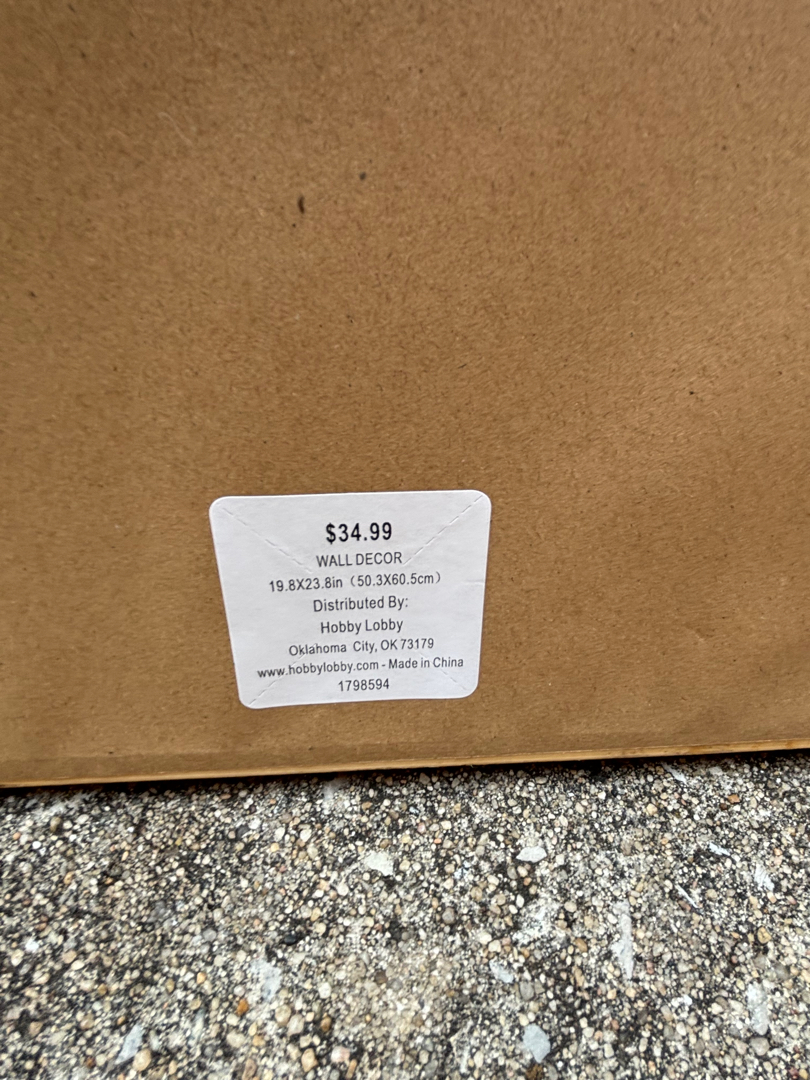 $34.99
WALL DECOR
19.8X23.8in（50.3X60.5cm）
Distributed By:
Hobby Lobby
Oklahoma City, OK 73179
www.hobbylobby.com - Made in China
1798594